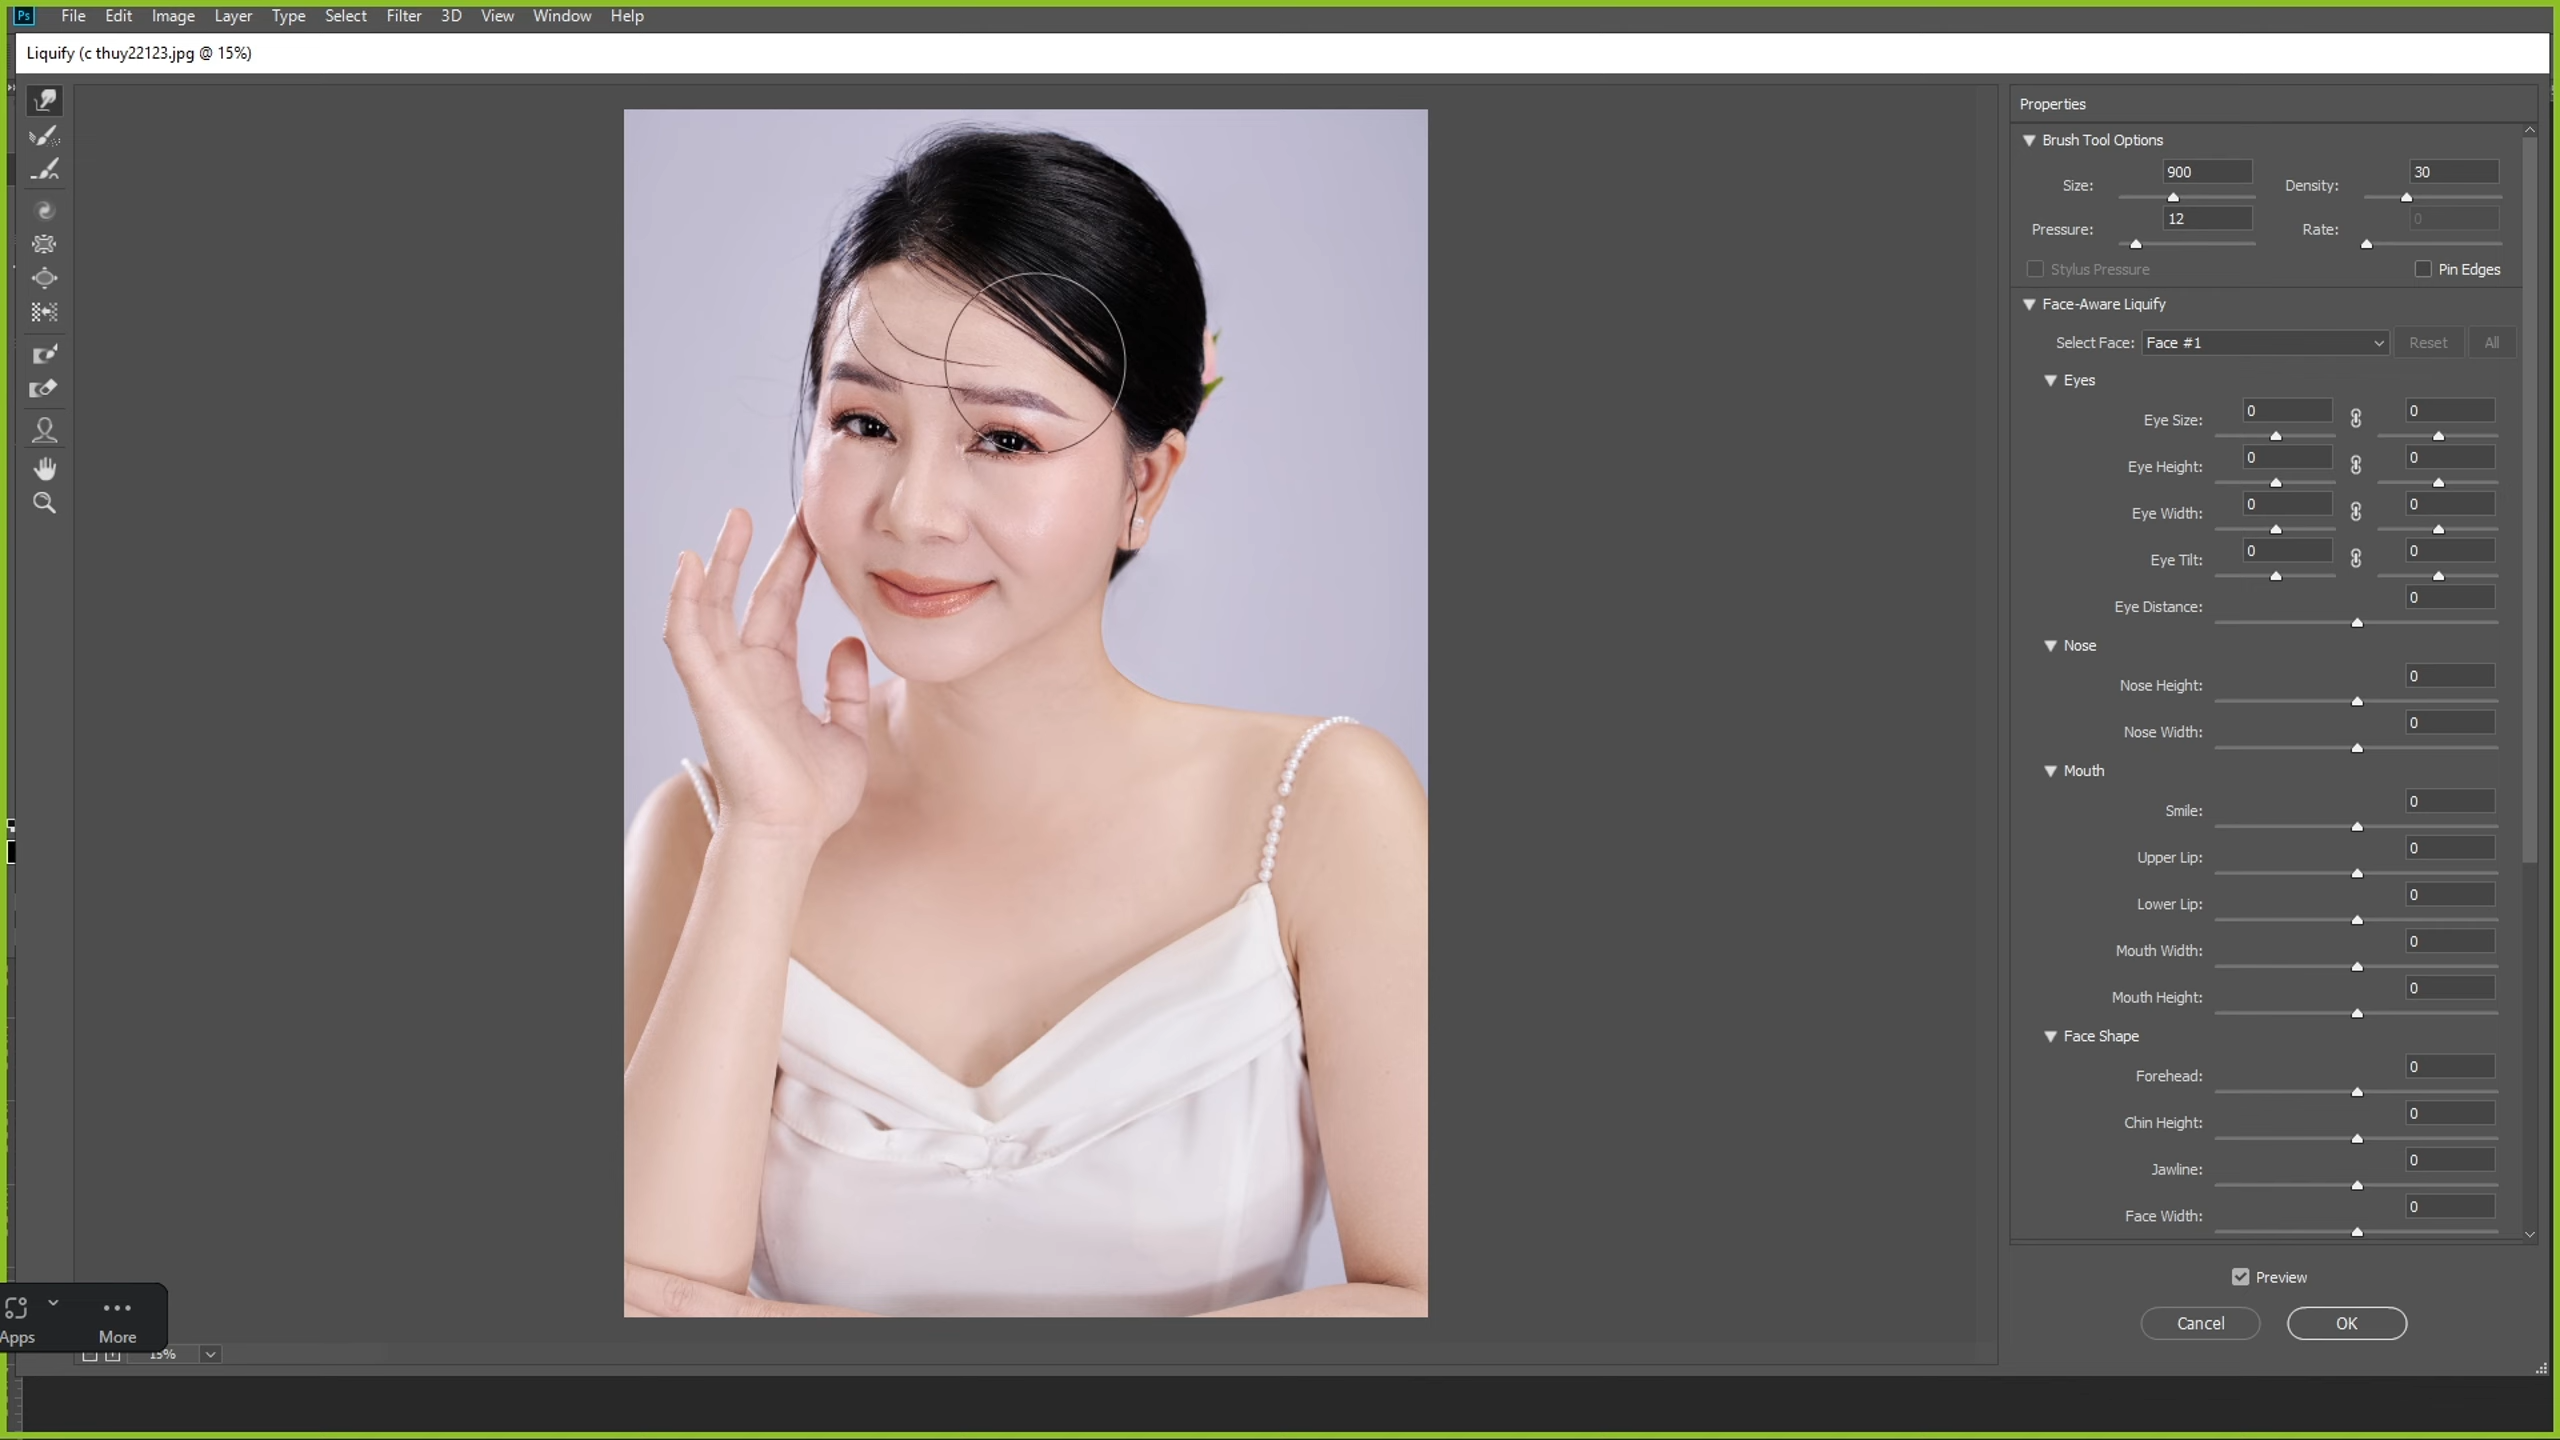 Ps File Edit Image Layer Type Select Filter 3D View Window Help
Liquify (c thuy22123.jpg @ 15%)
Properties
Brush Tool Options
Size: 900 Density: 30
Pressure: 12 Rate: 0
Stylus Pressure Pin Edges
Face-Aware Liquify
Select Face: Face #1 Reset All
Eyes
Eye Size: 0 0
Eye Height: 0 0
Eye Width: 0 0
Eye Tilt: 0 0
Eye Distance: 0
Nose
Nose Height: 0
Nose Width: 0
Mouth
Smile: 0
Upper Lip: 0
Lower Lip: 0
Mouth Width: 0
Mouth Height: 0
Face Shape
Forehead: 0
Chin Height: 0
Jawline: 0
Face Width: 0
Preview
Cancel OK
Apps More
15%